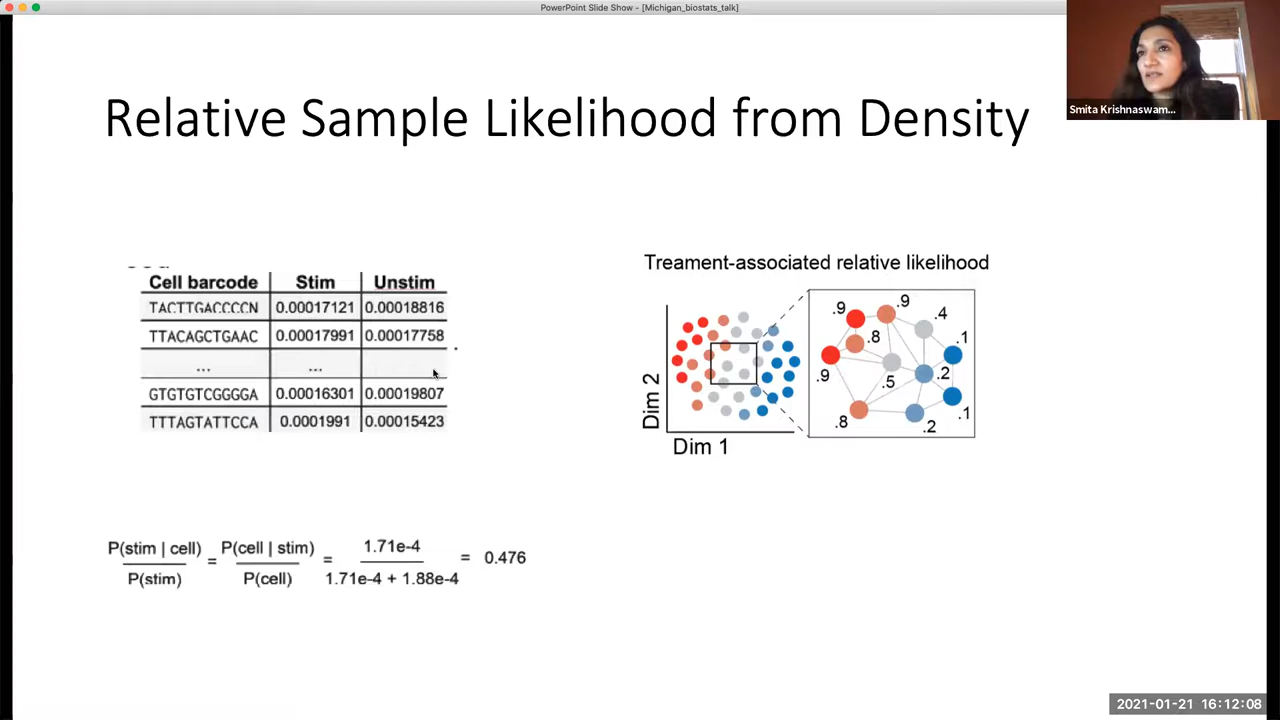 PowerPoint Slide Show - [Michigan_biostats_talk]
Smita Krishnaswam...
Relative Sample Likelihood from Density
Cell barcode Stim Unstim
TACTTGACCCCN 0.00017121 0.00018816
TTACAGCTGAAC 0.00017991 0.00017758
... ...
GTGTGTCGGGGA 0.00016301 0.00019807
TTTAGTATTCCA 0.0001991 0.00015423
Treament-associated relative likelihood
Dim 2
Dim 1
.9 .9
.8 .4
.1
.9 .5 .2
.8 .2 .1
P(stim | cell) = P(cell | stim) = 1.71e-4 = 0.476
P(stim) P(cell) 1.71e-4 + 1.88e-4
2021-01-21 16:12:08